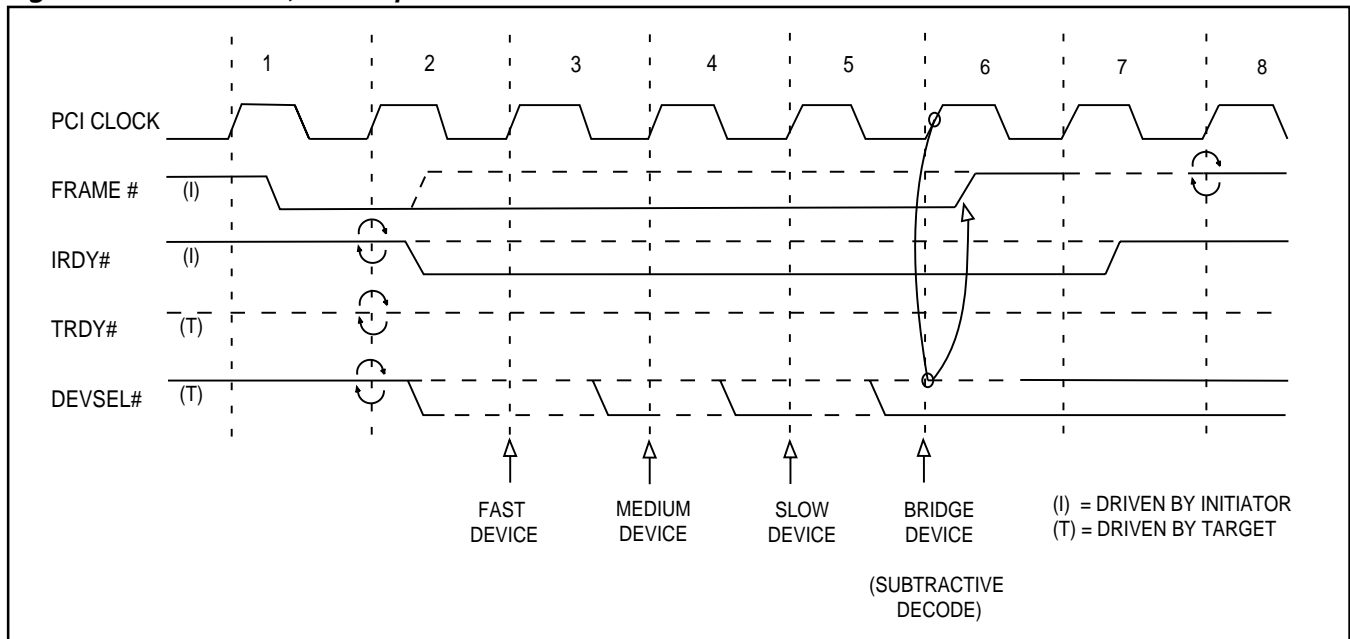 1 2 3 4 5 6 7 8
PCI CLOCK
FRAME # (I)
IRDY# (I)
TRDY# (T)
DEVSEL# (T)
FAST
DEVICE
MEDIUM
DEVICE
SLOW
DEVICE
BRIDGE
DEVICE
(SUBTRACTIVE
DECODE)
(I) = DRIVEN BY INITIATOR
(T) = DRIVEN BY TARGET